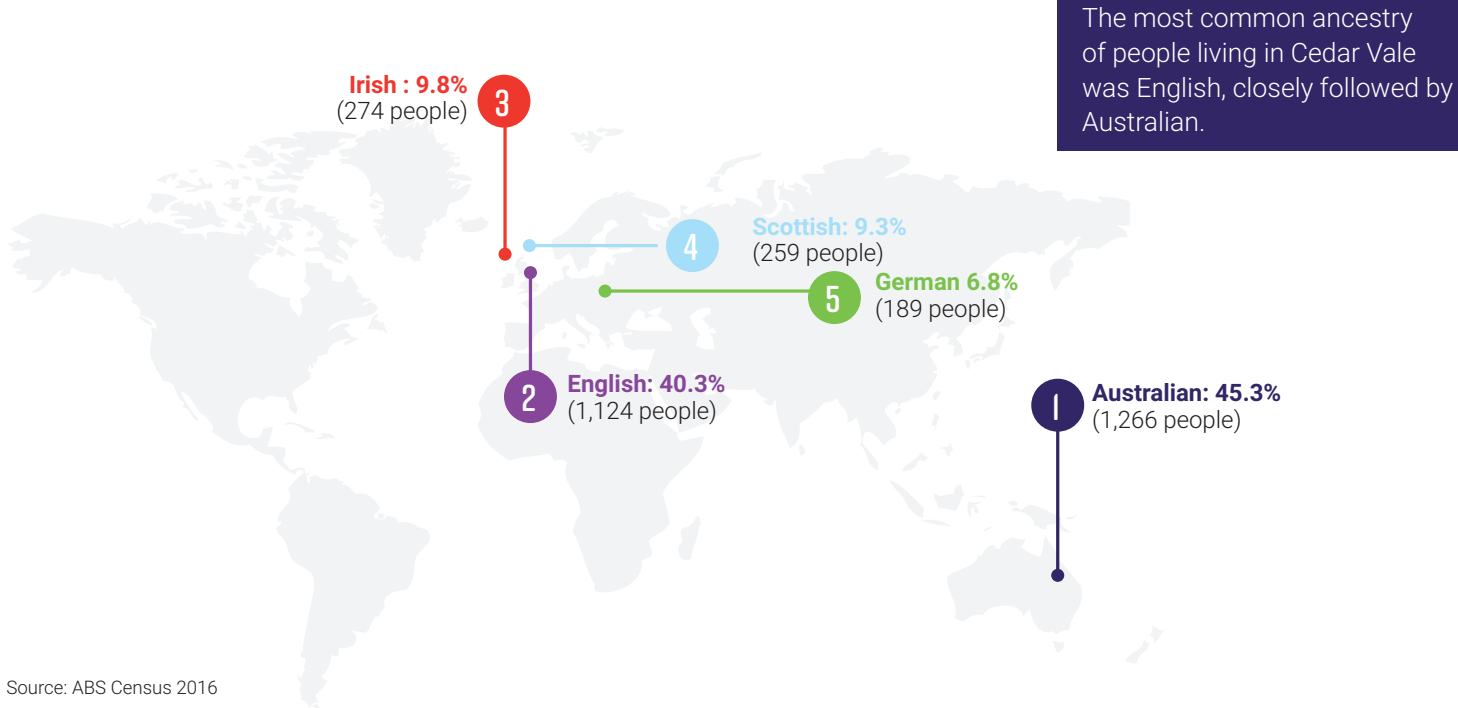 The most common ancestry
of people living in Cedar Vale
was English, closely followed by
Australian.
Irish : 9.8%
(274 people)
3
4
Scottish: 9.3%
(259 people)
5
German 6.8%
(189 people)
2
English: 40.3%
(1,124 people)
1
Australian: 45.3%
(1,266 people)
Source: ABS Census 2016